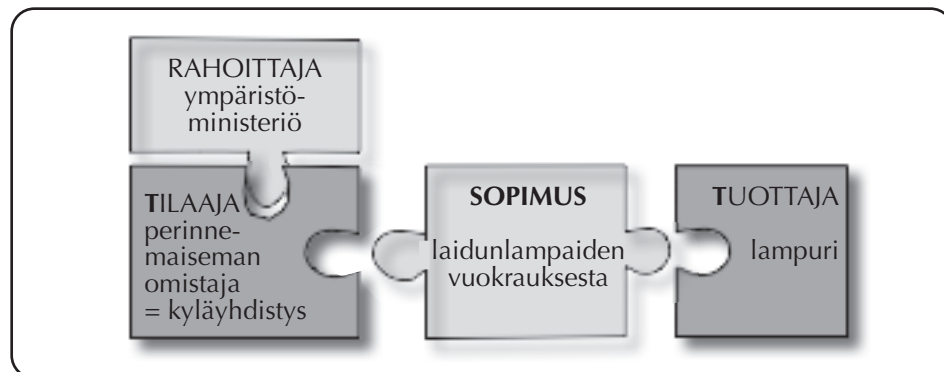 RAHOITTAJA
ympäristö-
ministeriö
TILAAJA
perinne-
maiseman
omistaja
= kyläyhdistys
SOPIMUS
laidunlampaiden
vuokrauksesta
TUOTTAJA
lampuri